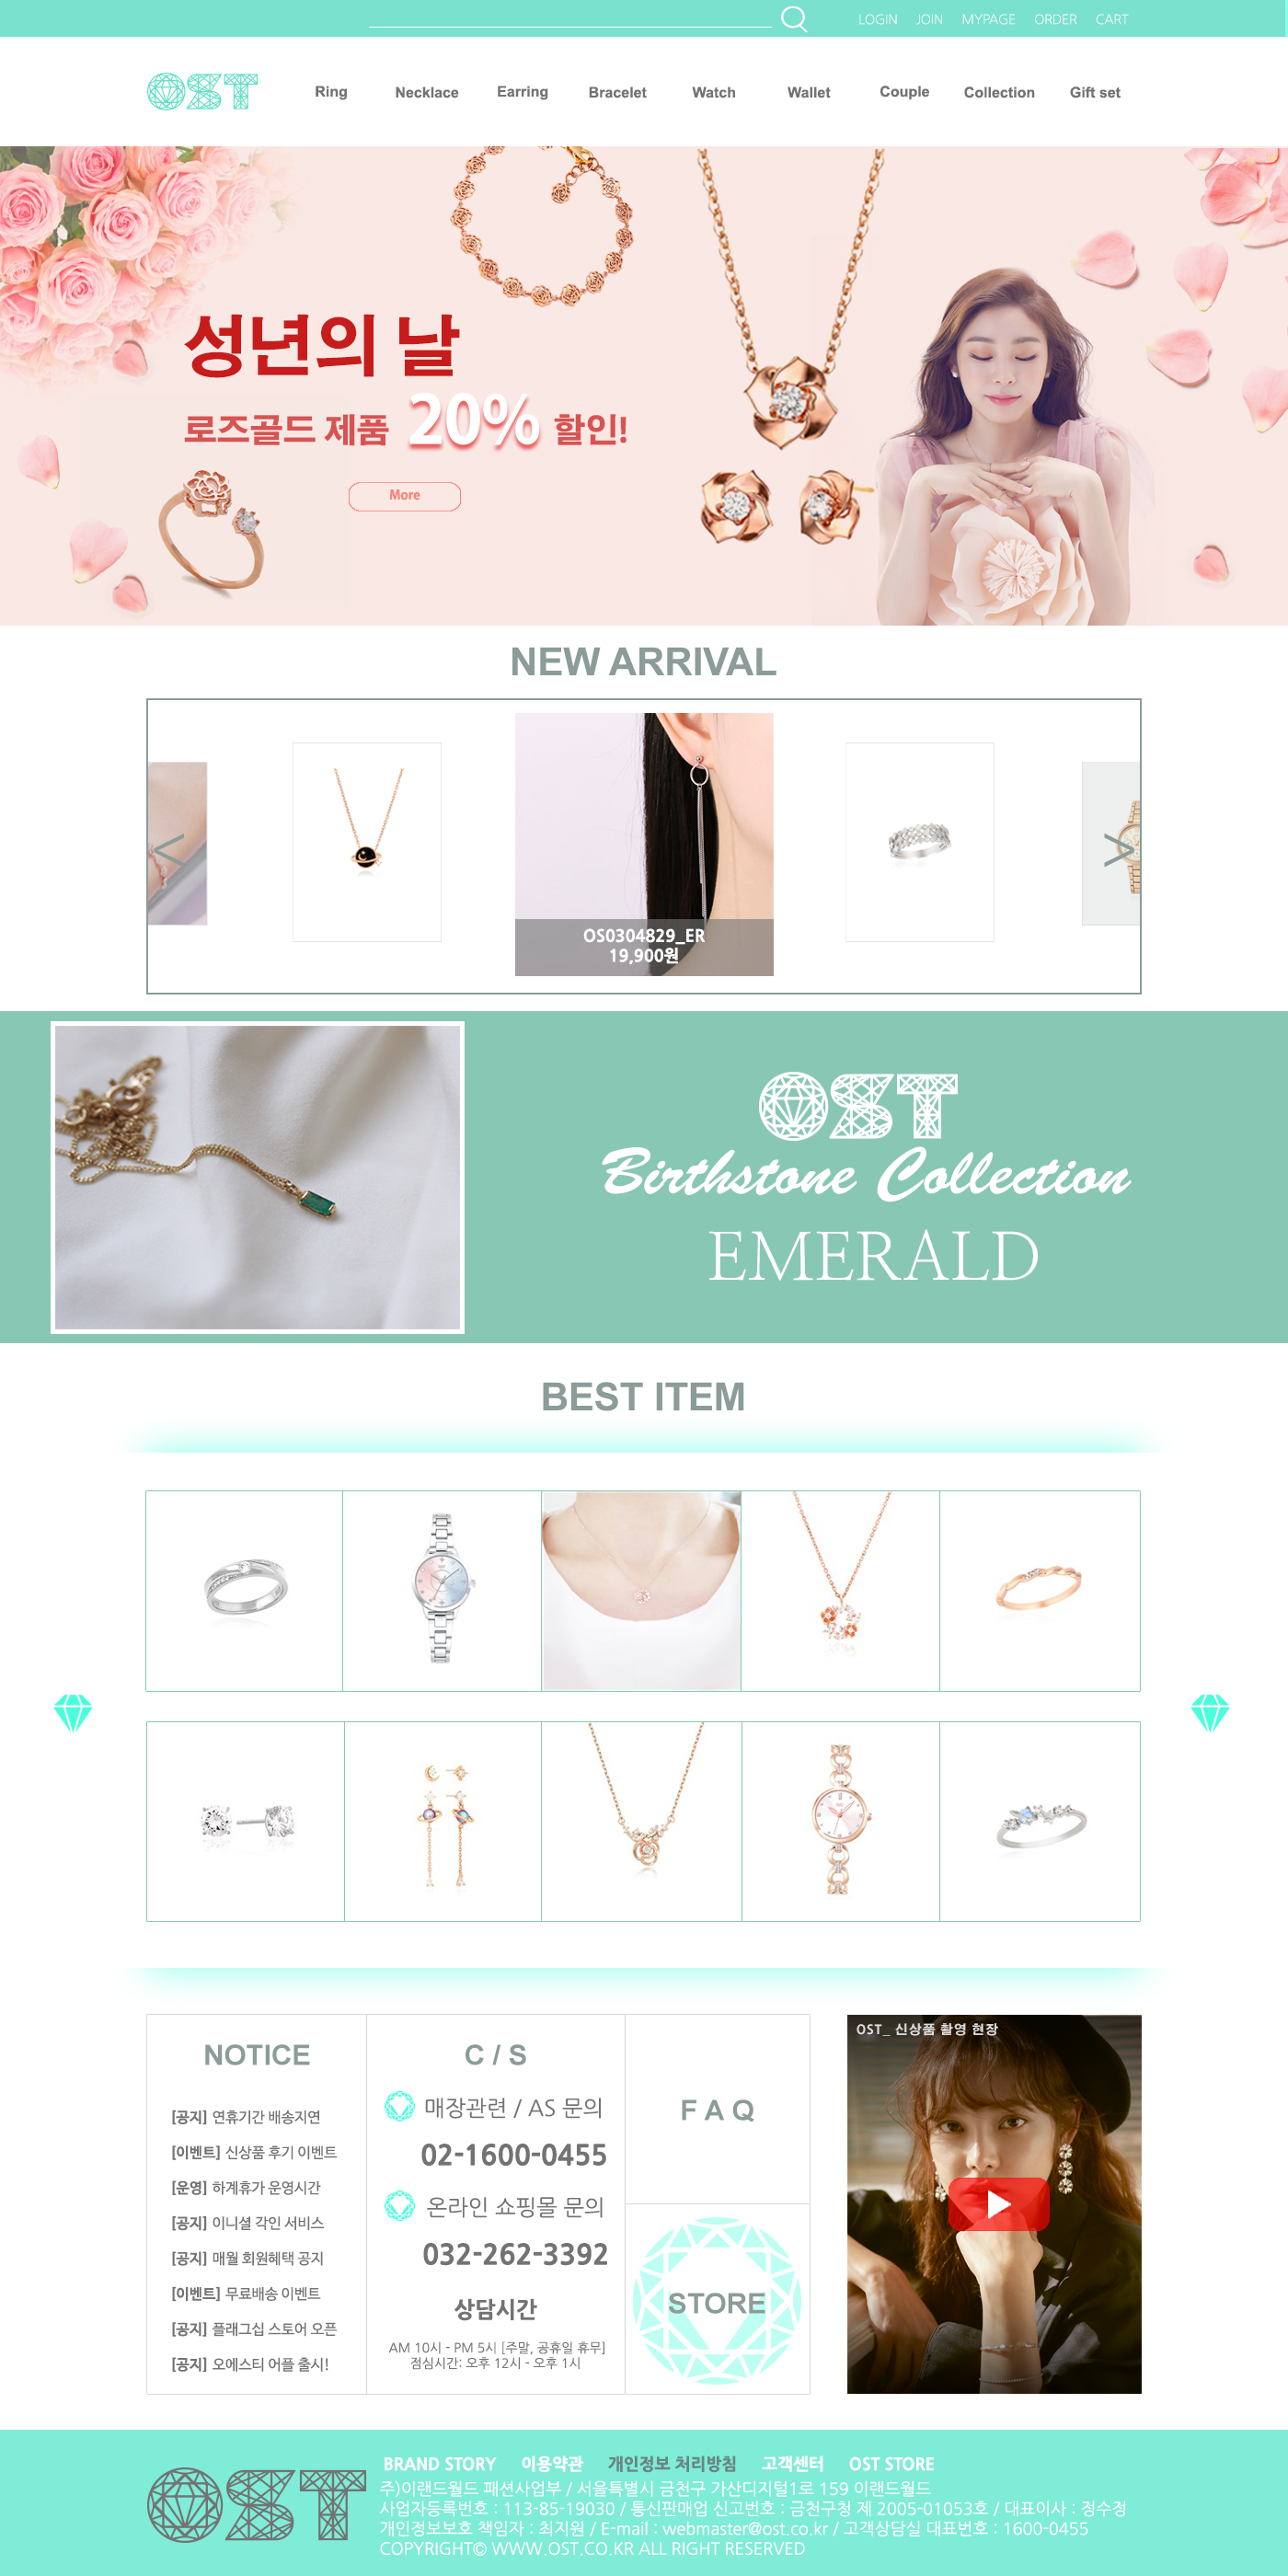 LOGIN JOIN MYPAGE ORDER CART
OST
Ring Necklace Earring Bracelet Watch Wallet Couple Collection Gift set
성년의 날
로즈골드 제품 20% 할인!
More
NEW ARRIVAL
<
>
OS0304829_ER
19,900원
OST
Birthstone Collection
EMERALD
BEST ITEM
NOTICE
[공지] 연휴기간 배송지연
[이벤트] 신상품 후기 이벤트
[운영] 하계휴가 운영시간
[공지] 이니셜 각인 서비스
[공지] 매월 회원혜택 공지
[이벤트] 무료배송 이벤트
[공지] 플래그십 스토어 오픈
[공지] 오에스티 어플 출시!
C / S
매장관련 / AS 문의
02-1600-0455
온라인 쇼핑몰 문의
032-262-3392
상담시간
AM 10시 - PM 5시 [주말, 공휴일 휴무]
점심시간: 오후 12시 - 오후 1시
F A Q
STORE
OST_ 신상품 촬영 현장
OST
BRAND STORY 이용약관 개인정보 처리방침 고객센터 OST STORE
주)이랜드월드 패션사업부 / 서울특별시 금천구 가산디지털1로 159 이랜드월드
사업자등록번호 : 113-85-19030 / 통신판매업 신고번호 : 금천구청 제 2005-01053호 / 대표이사 : 정수정
개인정보보호 책임자 : 최지원 / E-mail : webmaster@ost.co.kr / 고객상담실 대표번호 : 1600-0455
COPYRIGHT© WWW.OST.CO.KR ALL RIGHT RESERVED